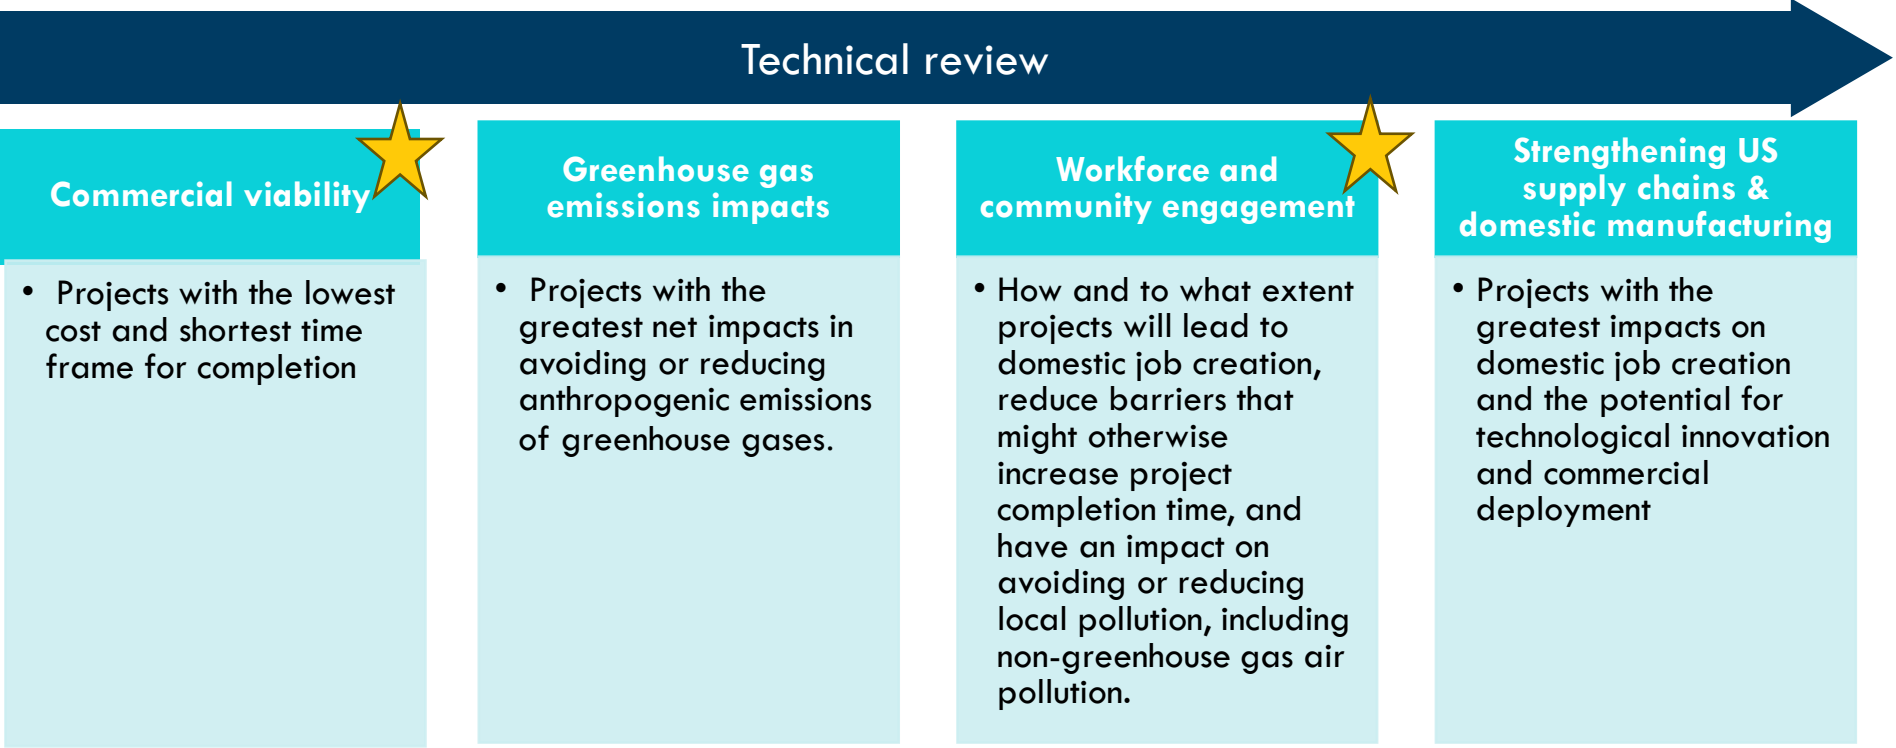 Technical review
Commercial viability
• Projects with the lowest
cost and shortest time
frame for completion
Greenhouse gas
emissions impacts
• Projects with the
greatest net impacts in
avoiding or reducing
anthropogenic emissions
of greenhouse gases.
Workforce and
community engagement
• How and to what extent
projects will lead to
domestic job creation,
reduce barriers that
might otherwise
increase project
completion time, and
have an impact on
avoiding or reducing
local pollution, including
non-greenhouse gas air
pollution.
Strengthening US
supply chains &
domestic manufacturing
• Projects with the
greatest impacts on
domestic job creation
and the potential for
technological innovation
and commercial
deployment